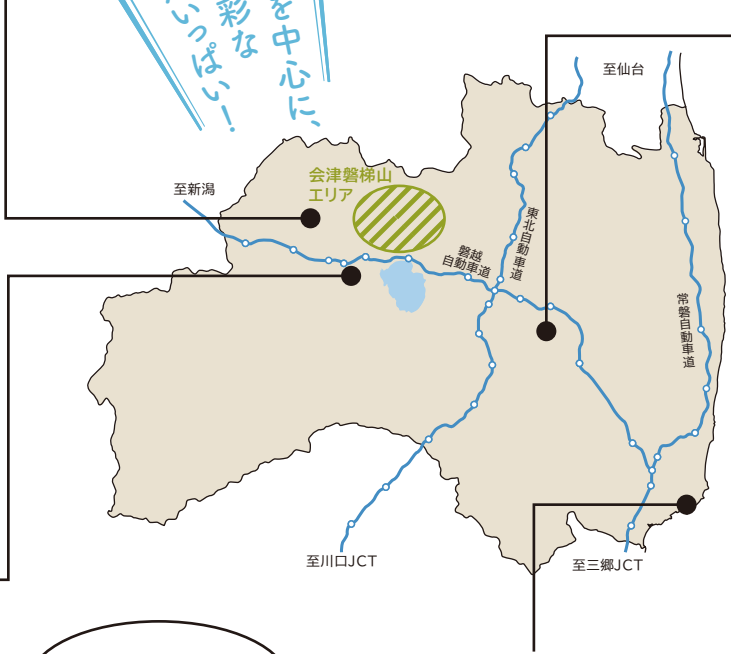 を中心に、
彩な
いっぱい!
至仙台
至新潟
会津磐梯山
エリア
東北自動車道
磐越
自動車道
常磐自動車道
至川口JCT
至三郷JCT